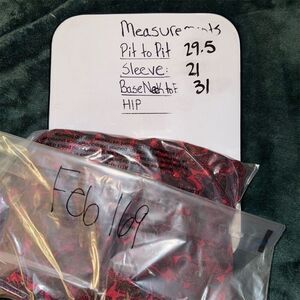 Measurements
Pit to Pit 29.5
Sleeve: 21
Base Neck to F 31
HIP
Feb 169